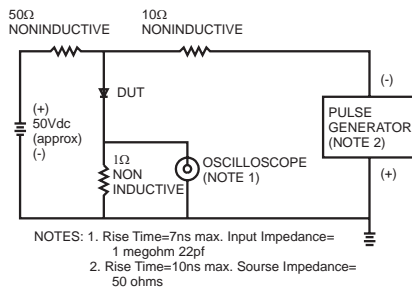 50Ω
NONINDUCTIVE
10Ω
NONINDUCTIVE
DUT
(+)
50Vdc
(approx)
(-)
1Ω
NON
INDUCTIVE
OSCILLOSCOPE
(NOTE 1)
(-)
PULSE
GENERATOR
(NOTE 2)
(+)
NOTES: 1. Rise Time=7ns max. Input Impedance=
1 megohm 22pf
2. Rise Time=10ns max. Sourse Impedance=
50 ohms